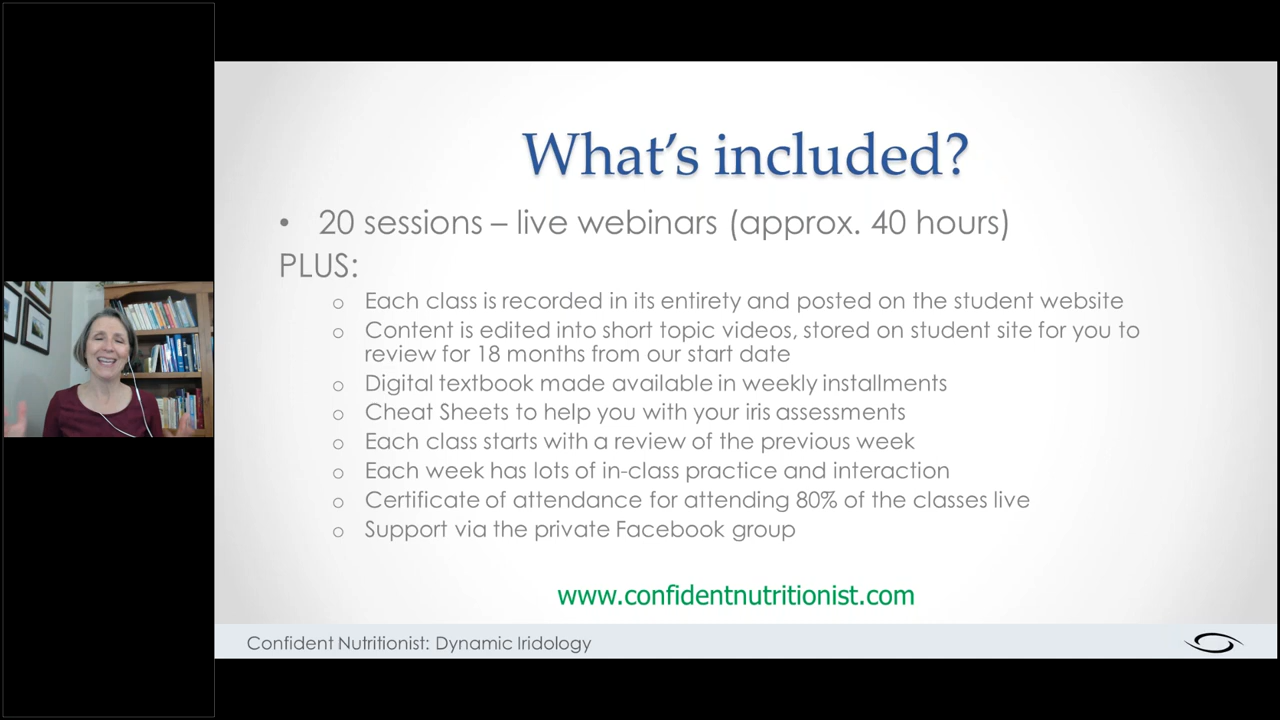 What's included?
• 20 sessions – live webinars (approx. 40 hours)
PLUS:
o Each class is recorded in its entirety and posted on the student website
o Content is edited into short topic videos, stored on student site for you to
review for 18 months from our start date
o Digital textbook made available in weekly installments
o Cheat Sheets to help you with your iris assessments
o Each class starts with a review of the previous week
o Each week has lots of in-class practice and interaction
o Certificate of attendance for attending 80% of the classes live
o Support via the private Facebook group
www.confidentnutritionist.com
Confident Nutritionist: Dynamic Iridology